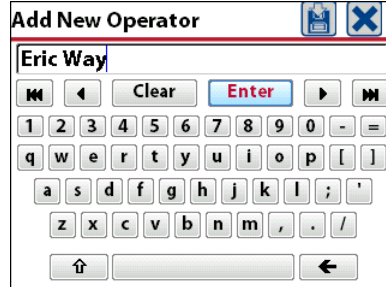 Add New Operator
Eric Way
Clear Enter
1 2 3 4 5 6 7 8 9 0 - =
q w e r t y u i o p [ ]
a s d f g h j k l ; '
z x c v b n m , . /